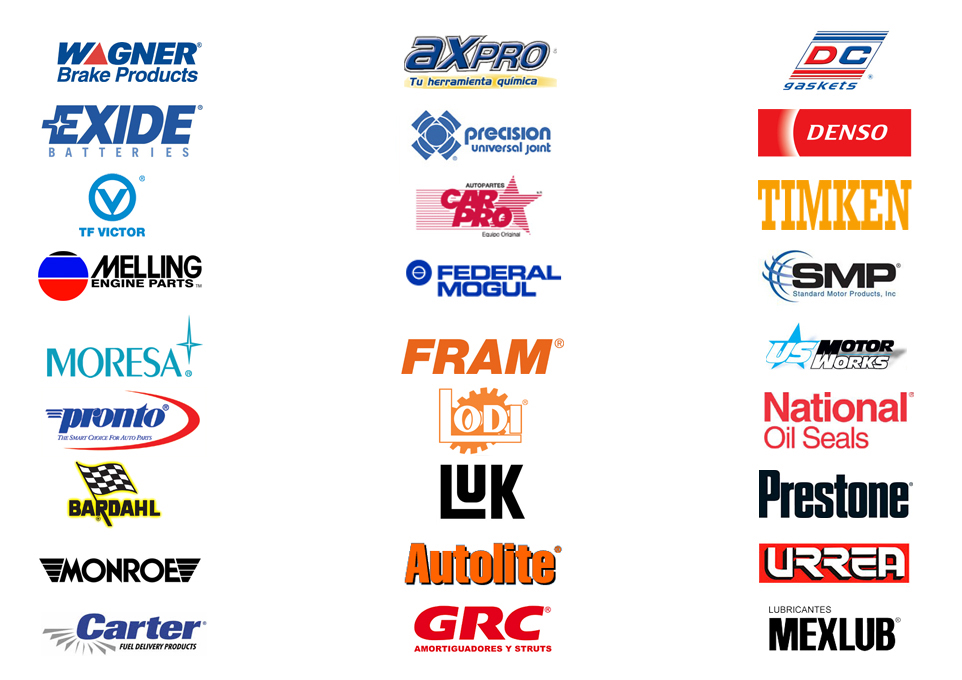 WAGNER®
Brake Products
EXIDE®
BATTERIES
V®
TF VICTOR
MELLING
ENGINE PARTS™
MORESA®
pronto®
THE SMART CHOICE FOR AUTO PARTS
BARDAHL®
MONROE
Carter®
FUEL DELIVERY PRODUCTS
aXPRO®
Tu herramienta química
precision
universal joint®
AUTOPARTES
CAR
PRO
Equipo Original
FEDERAL
MOGUL
FRAM®
LODI®
LUK
Autolite®
GRC®
AMORTIGUADORES Y STRUTS
DC
gaskets®
DENSO
TIMKEN
SMP®
Standard Motor Products, Inc
US MOTOR
WORKS
National®
Oil Seals
Prestone®
URREA
LUBRICANTES
MEXLUB®